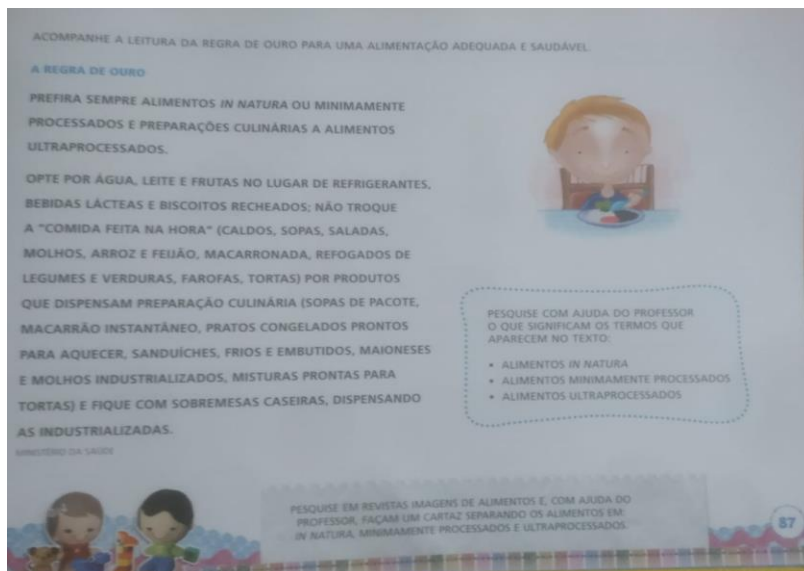 ACOMPANHE A LEITURA DA REGRA DE OURO PARA UMA ALIMENTAÇÃO ADEQUADA E SAUDÁVEL.
A REGRA DE OURO
PREFIRA SEMPRE ALIMENTOS IN NATURA OU MINIMAMENTE
PROCESSADOS E PREPARAÇÕES CULINÁRIAS A ALIMENTOS
ULTRAPROCESSADOS.
OPTE POR ÁGUA, LEITE E FRUTAS NO LUGAR DE REFRIGERANTES,
BEBIDAS LÁCTEAS E BISCOITOS RECHEADOS; NÃO TROQUE
A "COMIDA FEITA NA HORA" (CALDOS, SOPAS, SALADAS,
MOLHOS, ARROZ E FEIJÃO, MACARRONADA, REFOGADOS DE
LEGUMES E VERDURAS, FAROFAS, TORTAS) POR PRODUTOS
QUE DISPENSAM PREPARAÇÃO CULINÁRIA (SOPAS DE PACOTE,
MACARRÃO INSTANTÂNEO, PRATOS CONGELADOS PRONTOS
PARA AQUECER, SANDUÍCHES, FRIOS E EMBUTIDOS, MAIONESES
E MOLHOS INDUSTRIALIZADOS, MISTURAS PRONTAS PARA
TORTAS) E FIQUE COM SOBREMESAS CASEIRAS, DISPENSANDO
AS INDUSTRIALIZADAS.
MINISTÉRIO DA SAÚDE
PESQUISE COM AJUDA DO PROFESSOR
O QUE SIGNIFICAM OS TERMOS QUE
APARECEM NO TEXTO:
• ALIMENTOS IN NATURA
• ALIMENTOS MINIMAMENTE PROCESSADOS
• ALIMENTOS ULTRAPROCESSADOS
PESQUISE EM REVISTAS IMAGENS DE ALIMENTOS E, COM AJUDA DO
PROFESSOR, FAÇAM UM CARTAZ SEPARANDO OS ALIMENTOS EM:
IN NATURA, MINIMAMENTE PROCESSADOS E ULTRAPROCESSADOS.
87